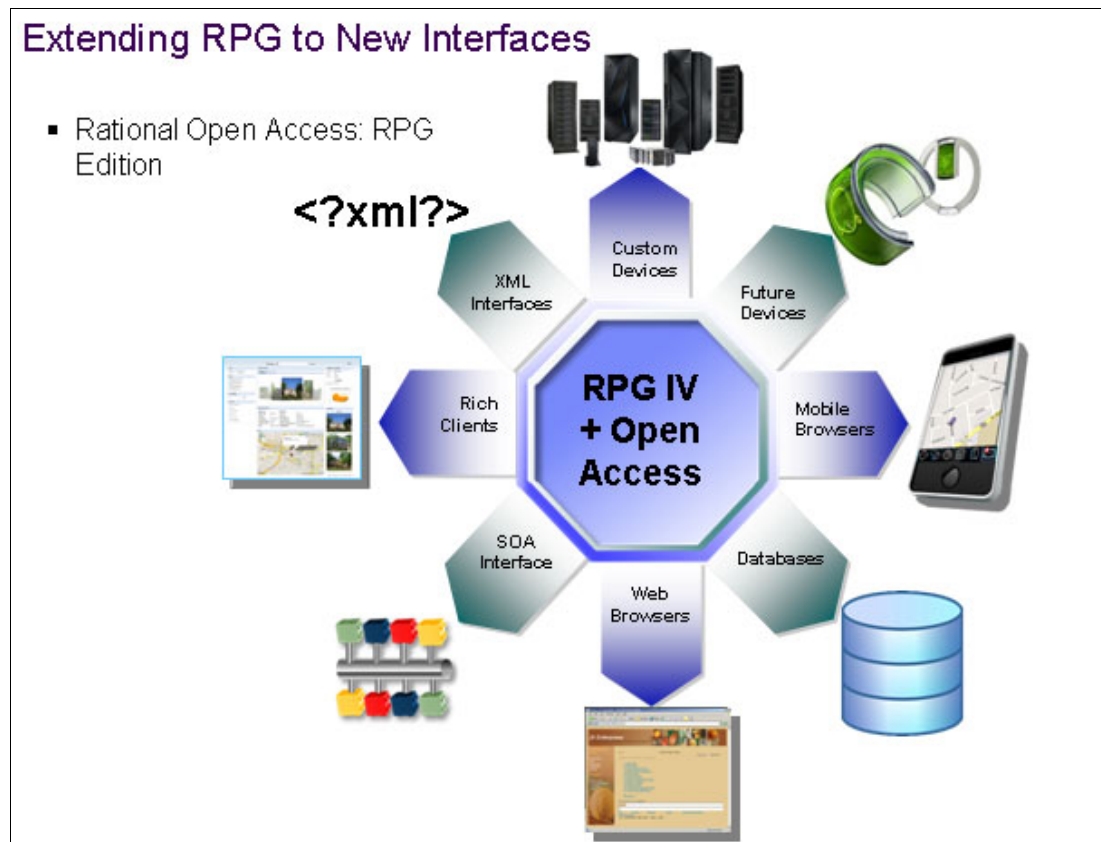 Extending RPG to New Interfaces
▪ Rational Open Access: RPG
Edition
<?xml?>
Custom
Devices
XML
Interfaces
Future
Devices
Rich
Clients
RPG IV
+ Open
Access
Mobile
Browsers
SOA
Interface
Databases
Web
Browsers